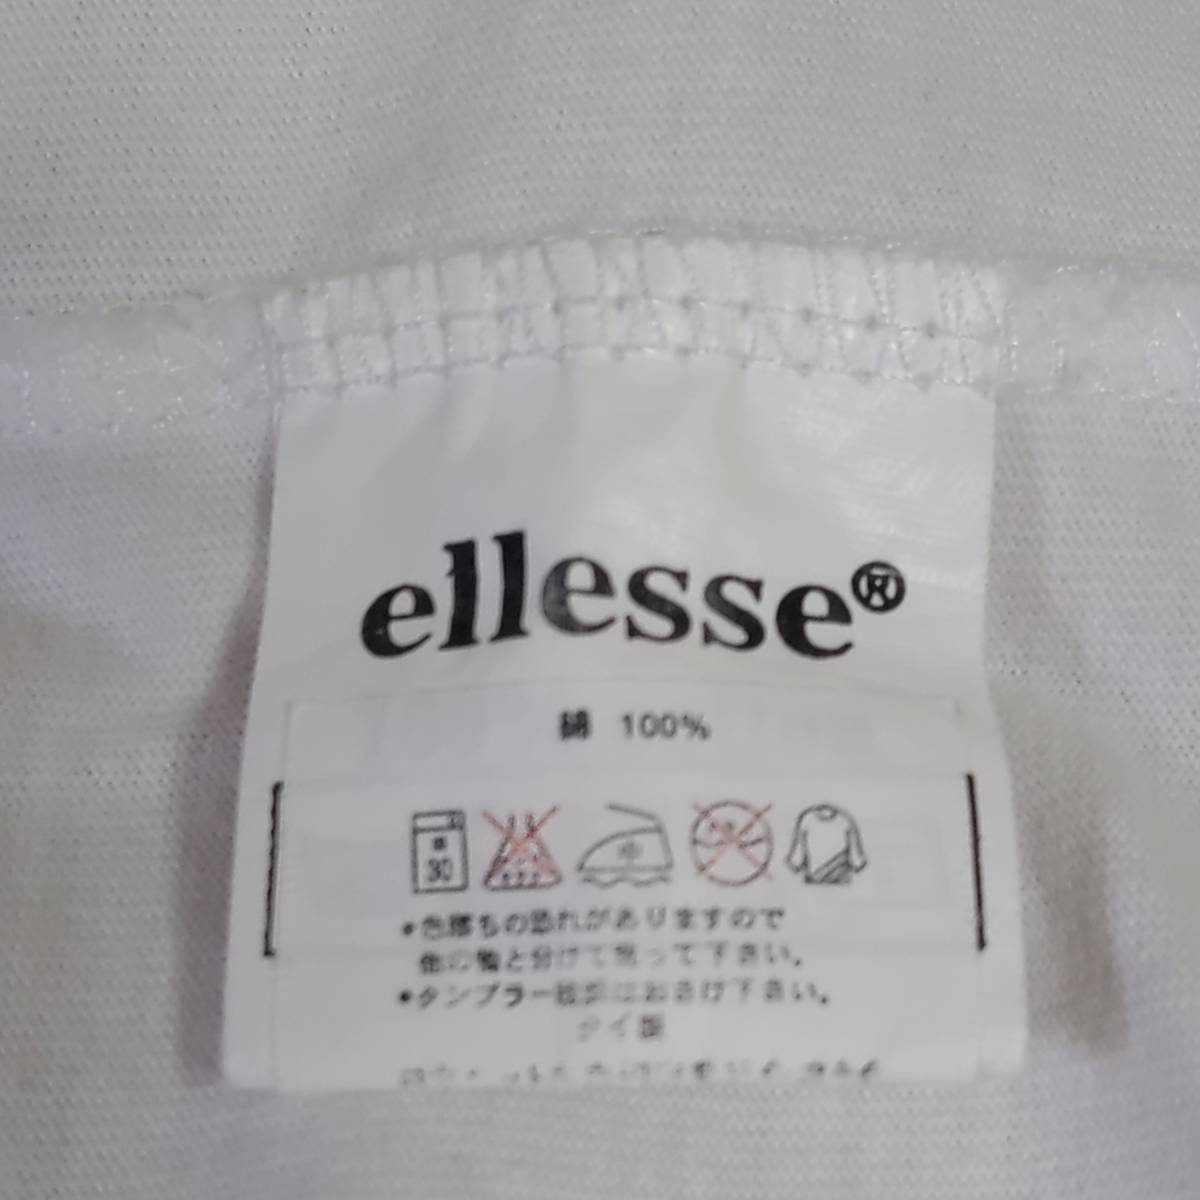 ellesse®
綿 100%
30
中
•色落ちの恐れがありますので
他の物と分けて洗って下さい。
•タンブラー乾燥はおさけ下さい。
タイ製